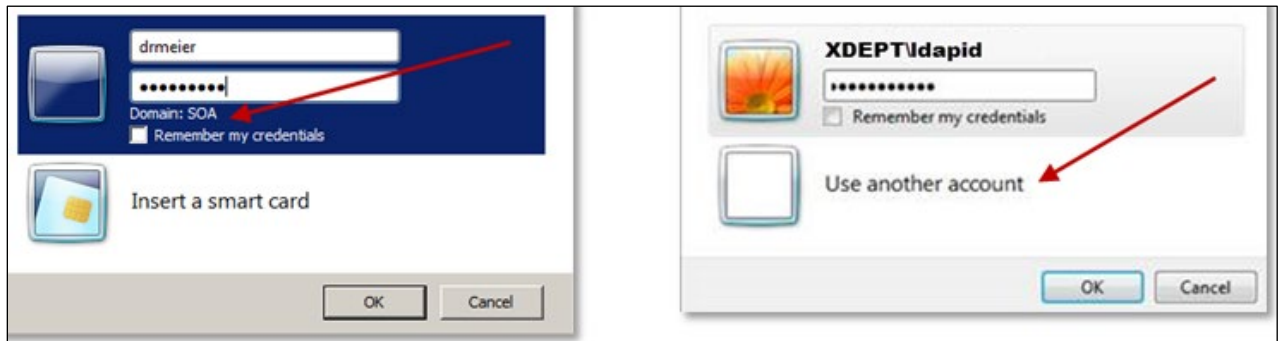 drmeier
•••••••••
Domain: SOA
Remember my credentials
Insert a smart card
OK
Cancel
XDEPT\ldapid
•••••••••••
Remember my credentials
Use another account
OK
Cancel